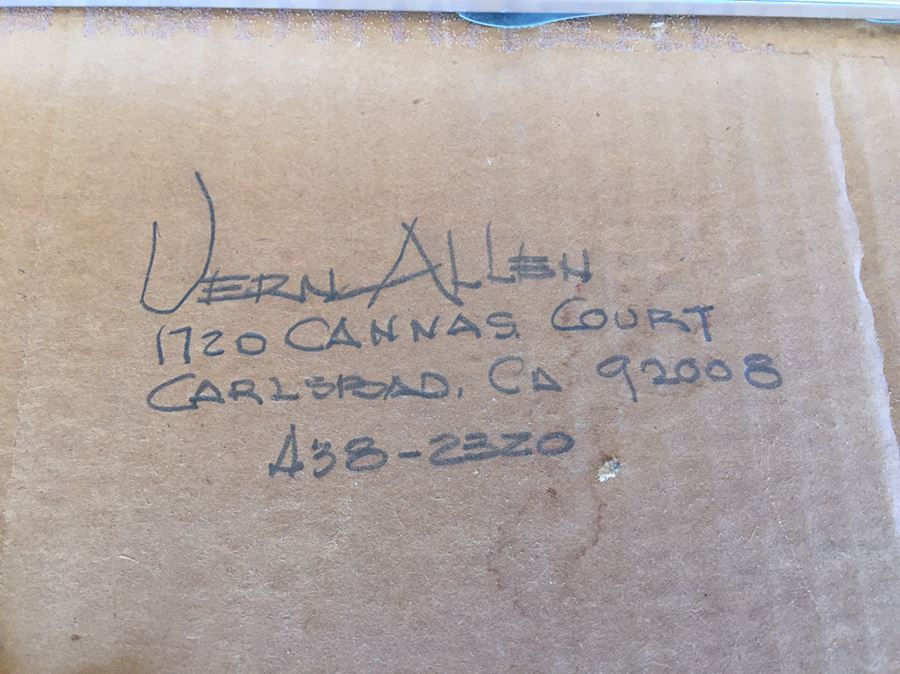 VERN ALLEN
1720 CANNAS COURT
CARLSBAD, CA 92008
438-2320